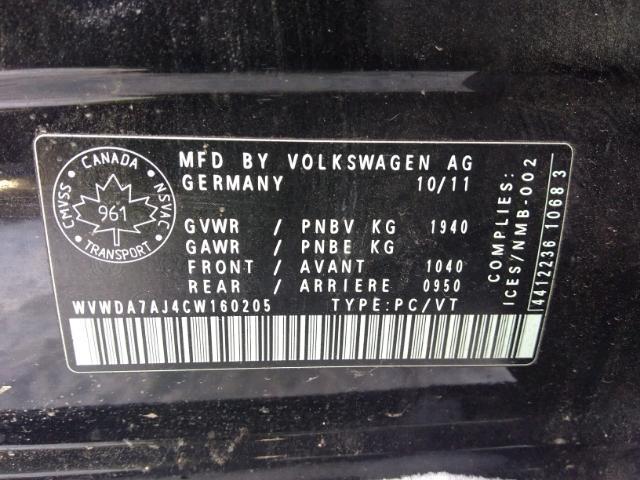 CANADA
CMVSS
NSVAC
961
TRANSPORT
MFD BY VOLKSWAGEN AG
GERMANY 10/11
GVWR / PNBV KG 1940
GAWR / PNBE KG
FRONT / AVANT 1040
REAR / ARRIERE 0950
WVWDA7AJ4CW160205 TYPE:PC/VT
COMPLIES:
ICES/NMB-002
4412236 1068 3